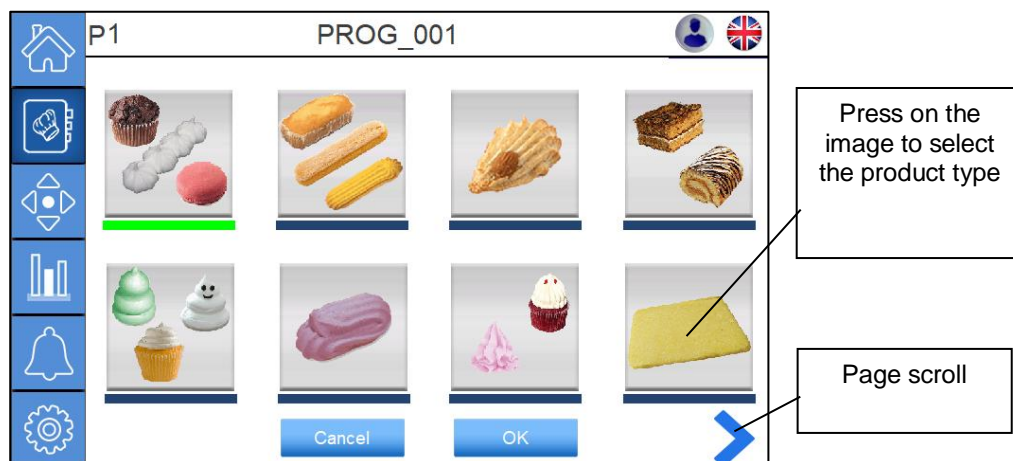 P1
PROG_001
Press on the
image to select
the product type
Page scroll
Cancel
OK